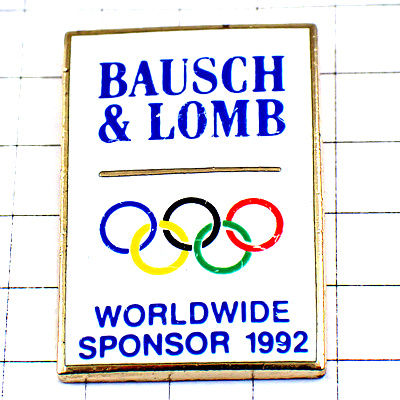 BAUSCH
& LOMB
WORLDWIDE
SPONSOR 1992